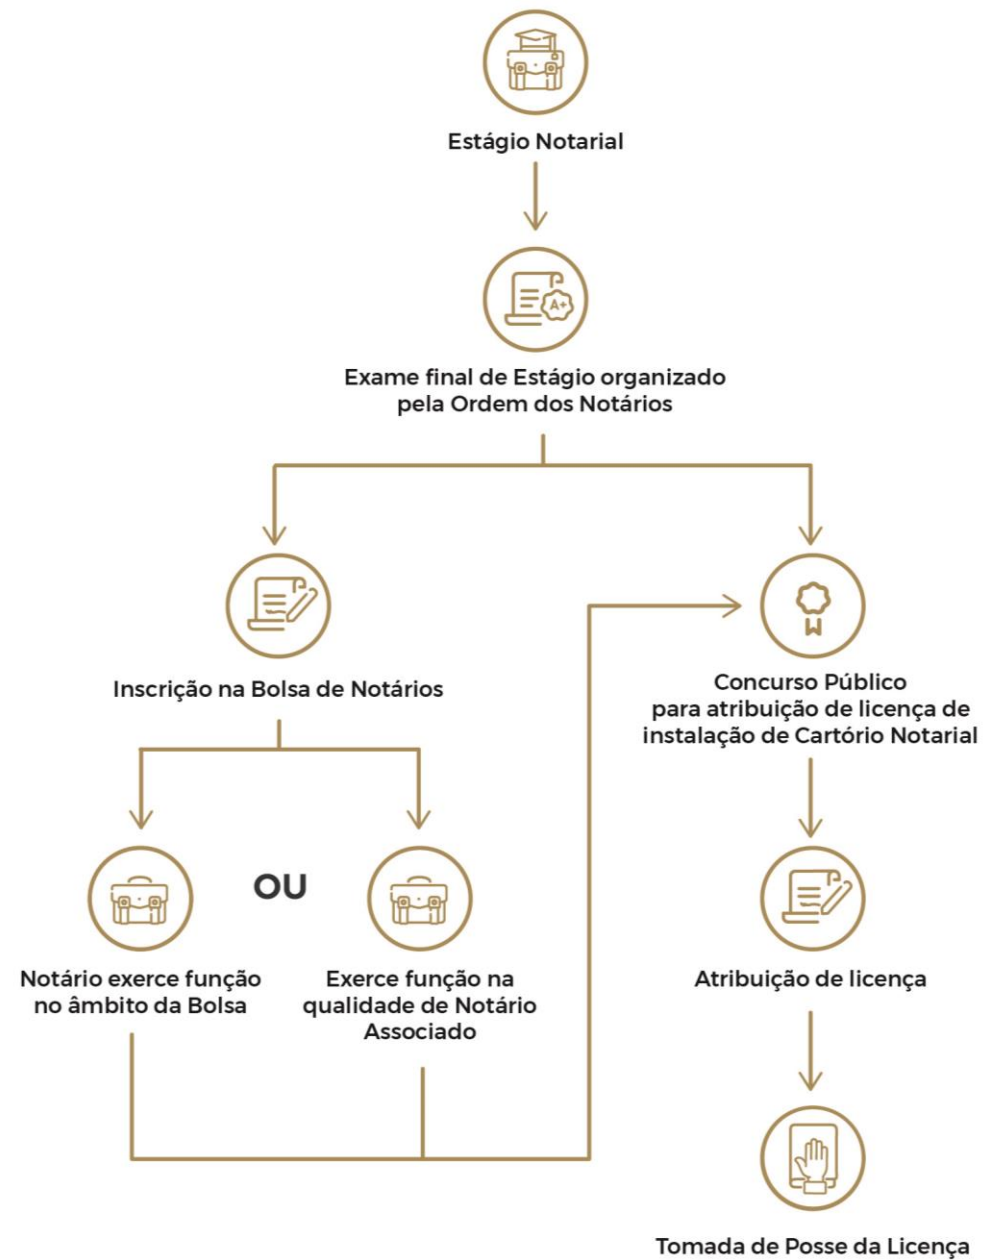 Estágio Notarial
A+
Exame final de Estágio organizado
pela Ordem dos Notários
Inscrição na Bolsa de Notários
Concurso Público
para atribuição de licença de
instalação de Cartório Notarial
OU
Notário exerce função
no âmbito da Bolsa
Exerce função na
qualidade de Notário
Associado
Atribuição de licença
Tomada de Posse da Licença